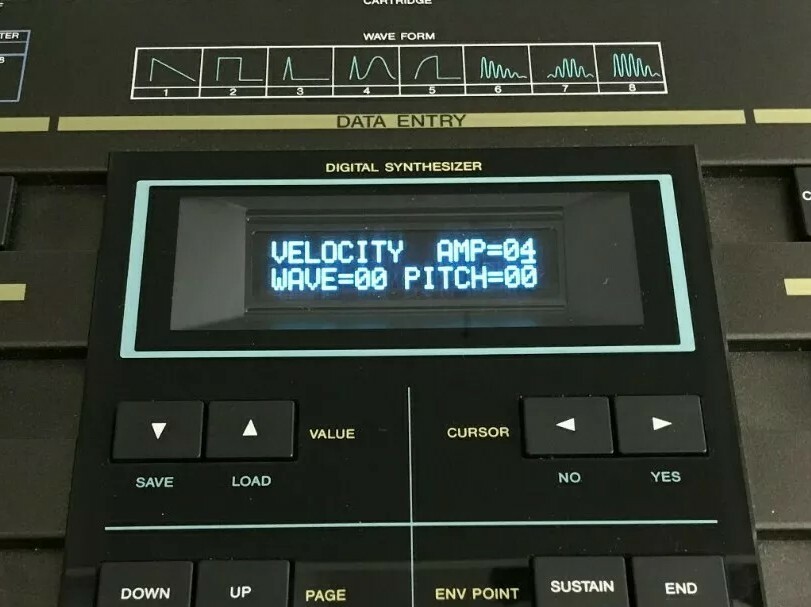 CARTRIDGE
WAVE FORM
1 2 3 4 5 6 7 8
DATA ENTRY
DIGITAL SYNTHESIZER
VELOCITY AMP=04
WAVE=00 PITCH=00
VALUE CURSOR
SAVE LOAD NO YES
DOWN UP PAGE ENV POINT SUSTAIN END